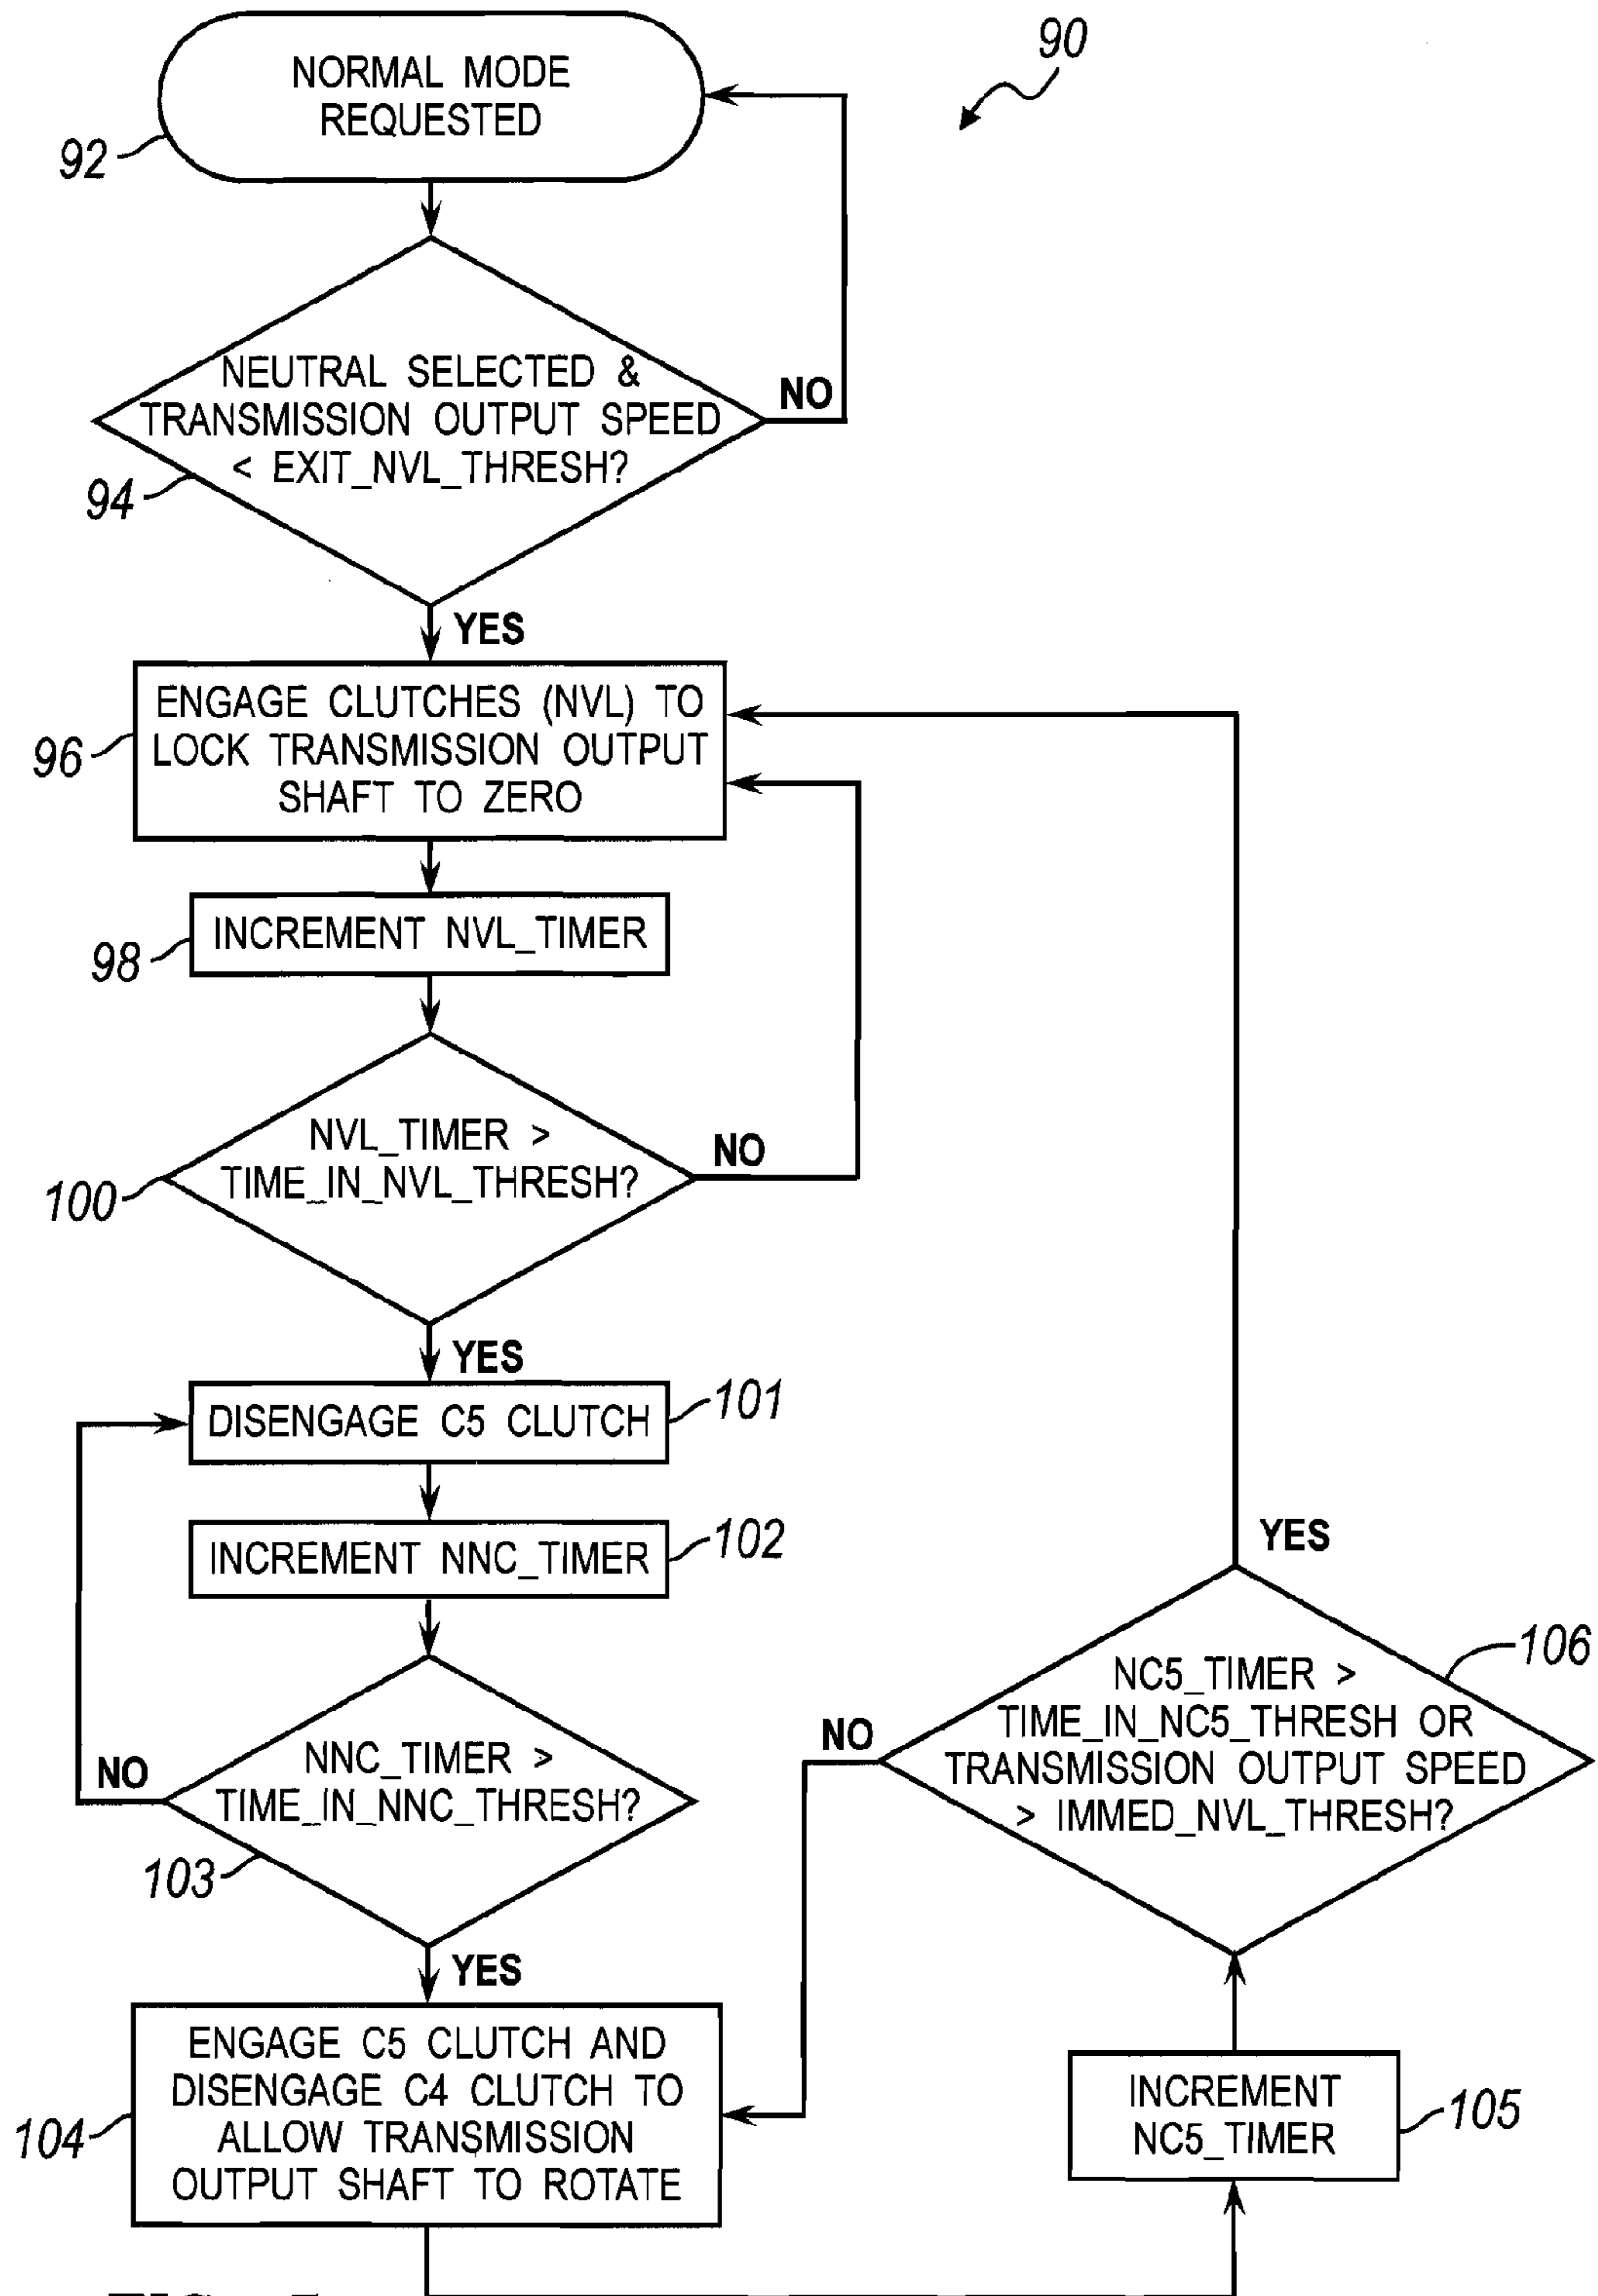 90
NORMAL MODE
REQUESTED
92
NEUTRAL SELECTED &
TRANSMISSION OUTPUT SPEED
< EXIT_NVL_THRESH?
NO
94
YES
ENGAGE CLUTCHES (NVL) TO
LOCK TRANSMISSION OUTPUT
SHAFT TO ZERO
96
INCREMENT NVL_TIMER
98
NVL_TIMER >
TIME_IN_NVL_THRESH?
NO
100
YES
DISENGAGE C5 CLUTCH
101
INCREMENT NNC_TIMER
102
NNC_TIMER >
TIME_IN_NNC_THRESH?
NO
103
YES
ENGAGE C5 CLUTCH AND
DISENGAGE C4 CLUTCH TO
ALLOW TRANSMISSION
OUTPUT SHAFT TO ROTATE
104
INCREMENT
NC5_TIMER
105
NC5_TIMER >
TIME_IN_NC5_THRESH OR
TRANSMISSION OUTPUT SPEED
> IMMED_NVL_THRESH?
106
NO
YES